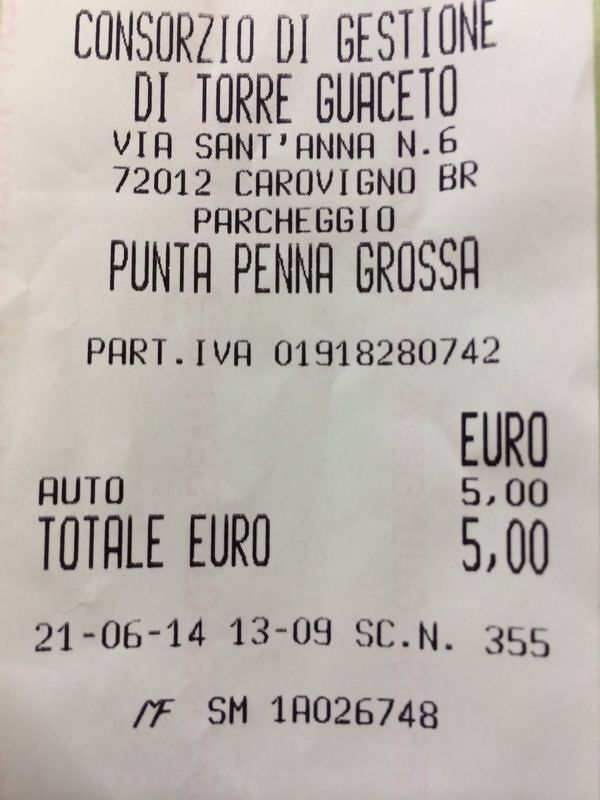 CONSORZIO DI GESTIONE
DI TORRE GUACETO
VIA SANT'ANNA N.6
72012 CAROVIGNO BR
PARCHEGGIO
PUNTA PENNA GROSSA
PART.IVA 01918280742
EURO
AUTO 5,00
TOTALE EURO 5,00
21-06-14 13-09 SC.N. 355
MF SM 1A026748